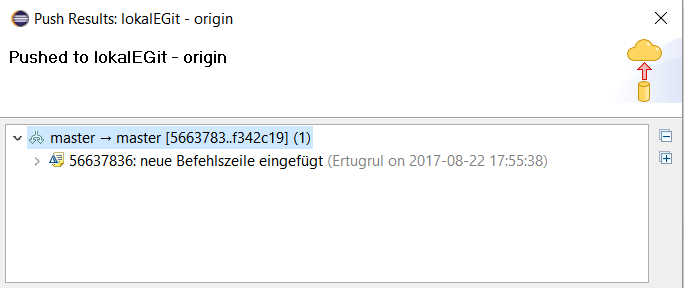 Push Results: lokalEGit - origin
Pushed to lokalEGit - origin
master → master [5663783..f342c19] (1)
56637836: neue Befehlszeile eingefügt (Ertugrul on 2017-08-22 17:55:38)